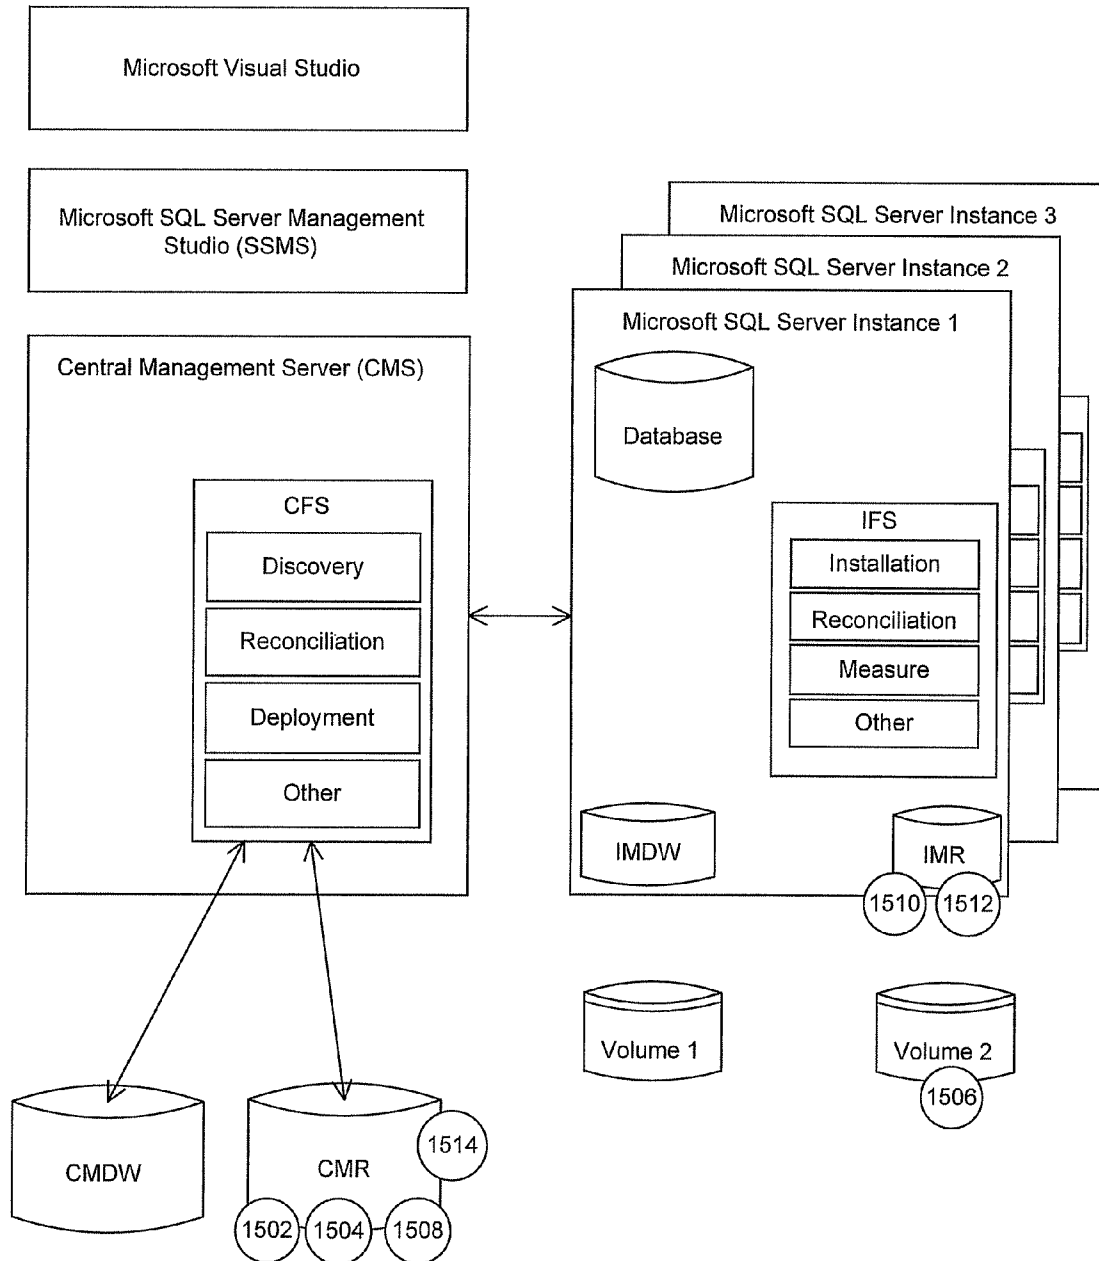 Microsoft Visual Studio
Microsoft SQL Server Management
Studio (SSMS)
Central Management Server (CMS)
CFS
Discovery
Reconciliation
Deployment
Other
Microsoft SQL Server Instance 3
Microsoft SQL Server Instance 2
Microsoft SQL Server Instance 1
Database
IFS
Installation
Reconciliation
Measure
Other
IMDW
IMR
1510
1512
Volume 1
Volume 2
1506
CMDW
CMR
1514
1502
1504
1508